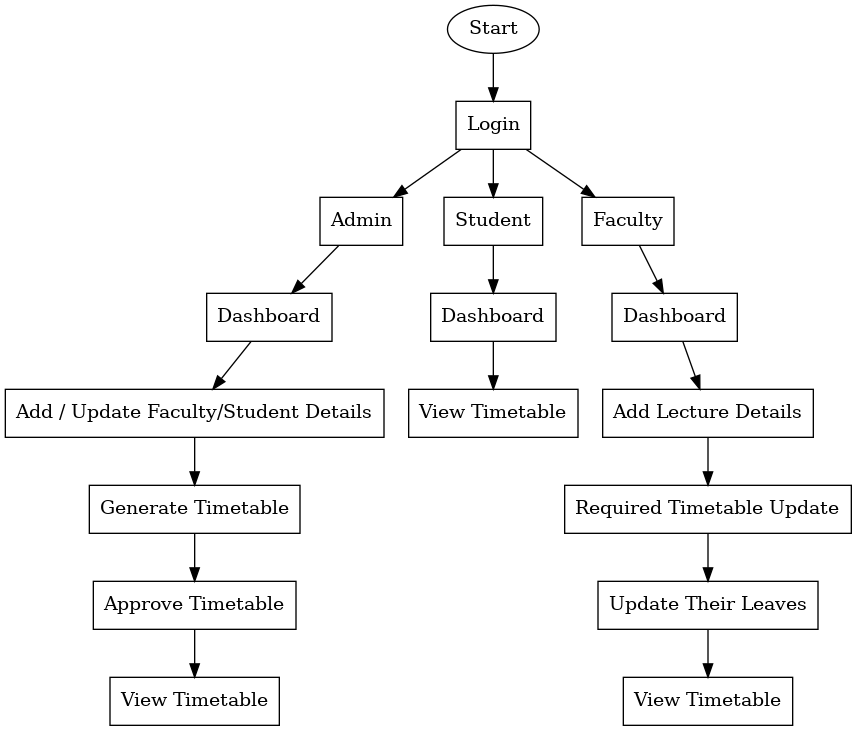 Start
Login
Admin
Student
Faculty
Dashboard
Dashboard
Dashboard
Add / Update Faculty/Student Details
View Timetable
Add Lecture Details
Generate Timetable
Required Timetable Update
Approve Timetable
Update Their Leaves
View Timetable
View Timetable